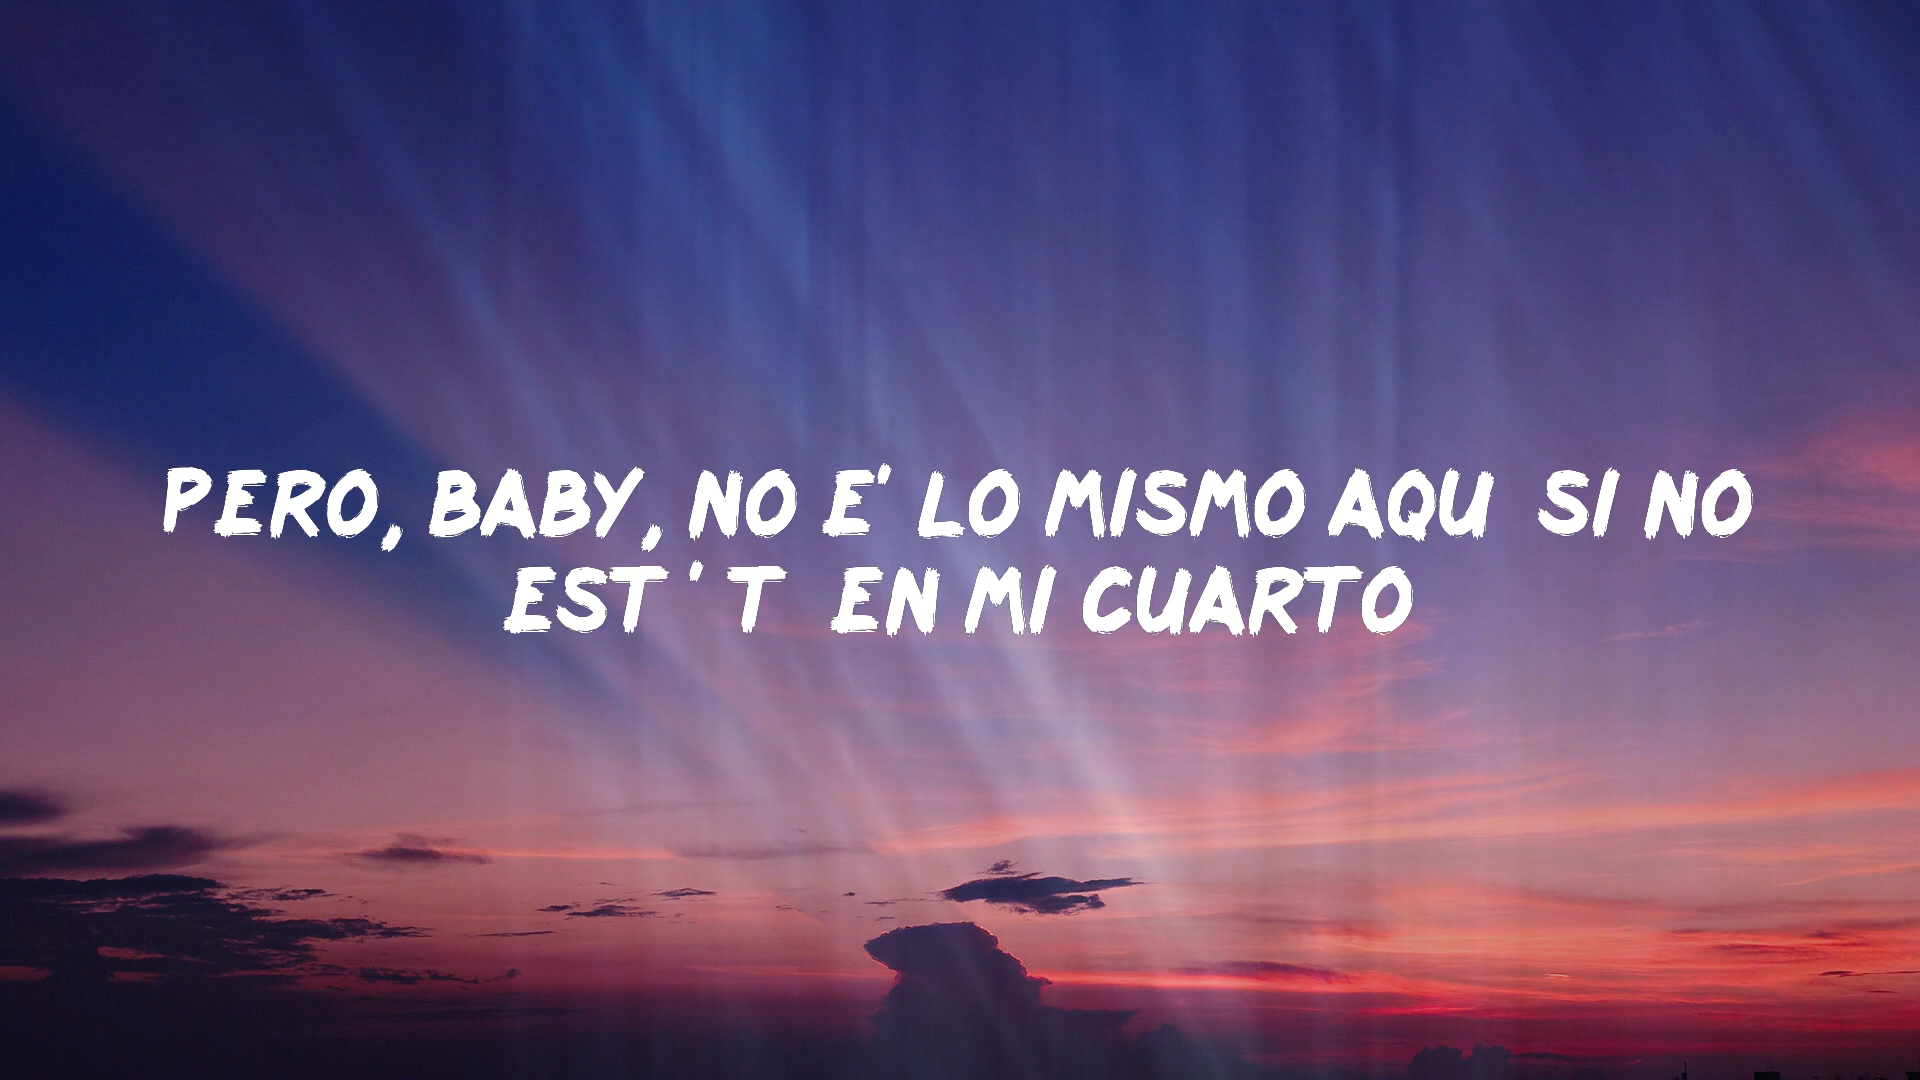 PERO, BABY, NO E' LO MISMO AQU SI NO
EST ' T EN MI CUARTO